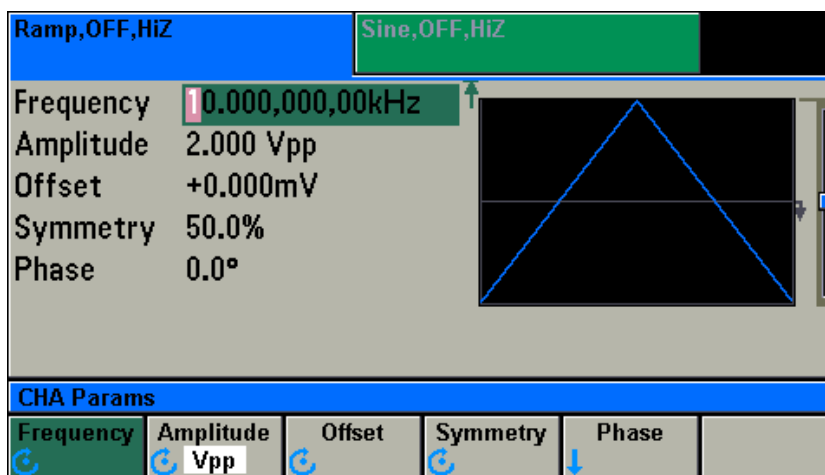 Ramp,OFF,HiZ
Sine,OFF,HiZ
Frequency 10.000,000,00kHz
Amplitude 2.000 Vpp
Offset +0.000mV
Symmetry 50.0%
Phase 0.0°
CHA Params
Frequency Amplitude Offset Symmetry Phase
Vpp